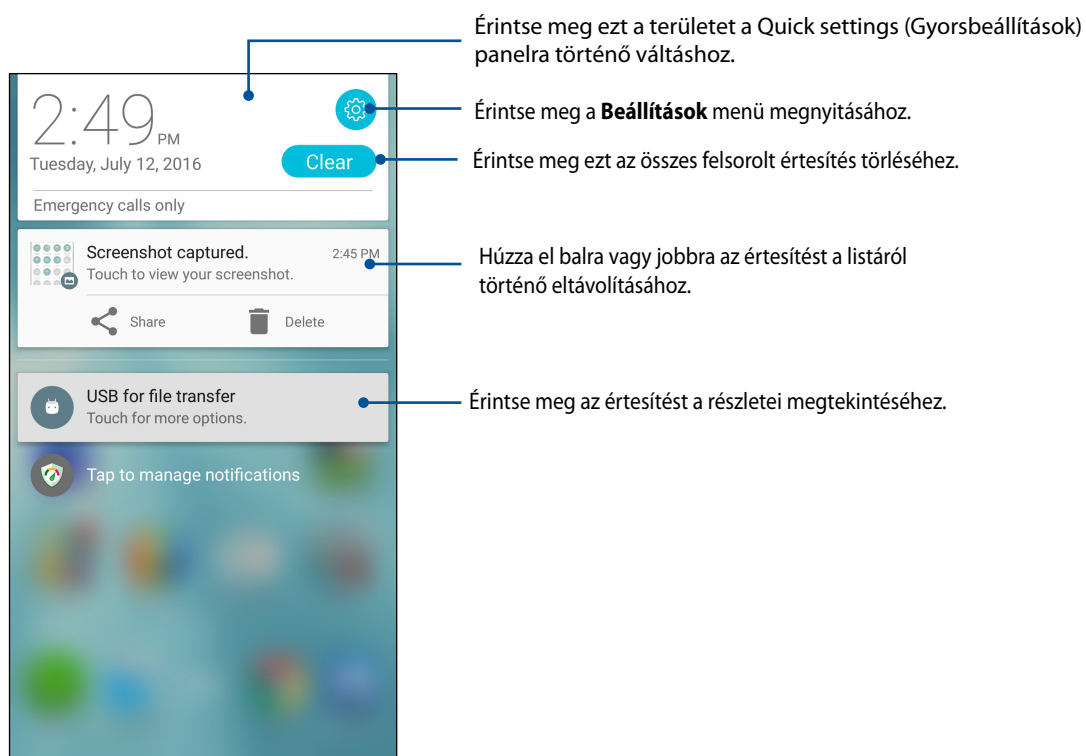 Érintse meg ezt a területet a Quick settings (Gyorsbeállítások)
panelra történő váltáshoz.
2:49 PM
Érintse meg a Beállítások menü megnyitásához.
Tuesday, July 12, 2016
Clear
Érintse meg ezt az összes felsorolt értesítés törléséhez.
Emergency calls only
Screenshot captured.
2:45 PM
Touch to view your screenshot.
Húzza el balra vagy jobbra az értesítést a listáról
történő eltávolításához.
Share
Delete
USB for file transfer
Touch for more options.
Érintse meg az értesítést a részletei megtekintéséhez.
Tap to manage notifications